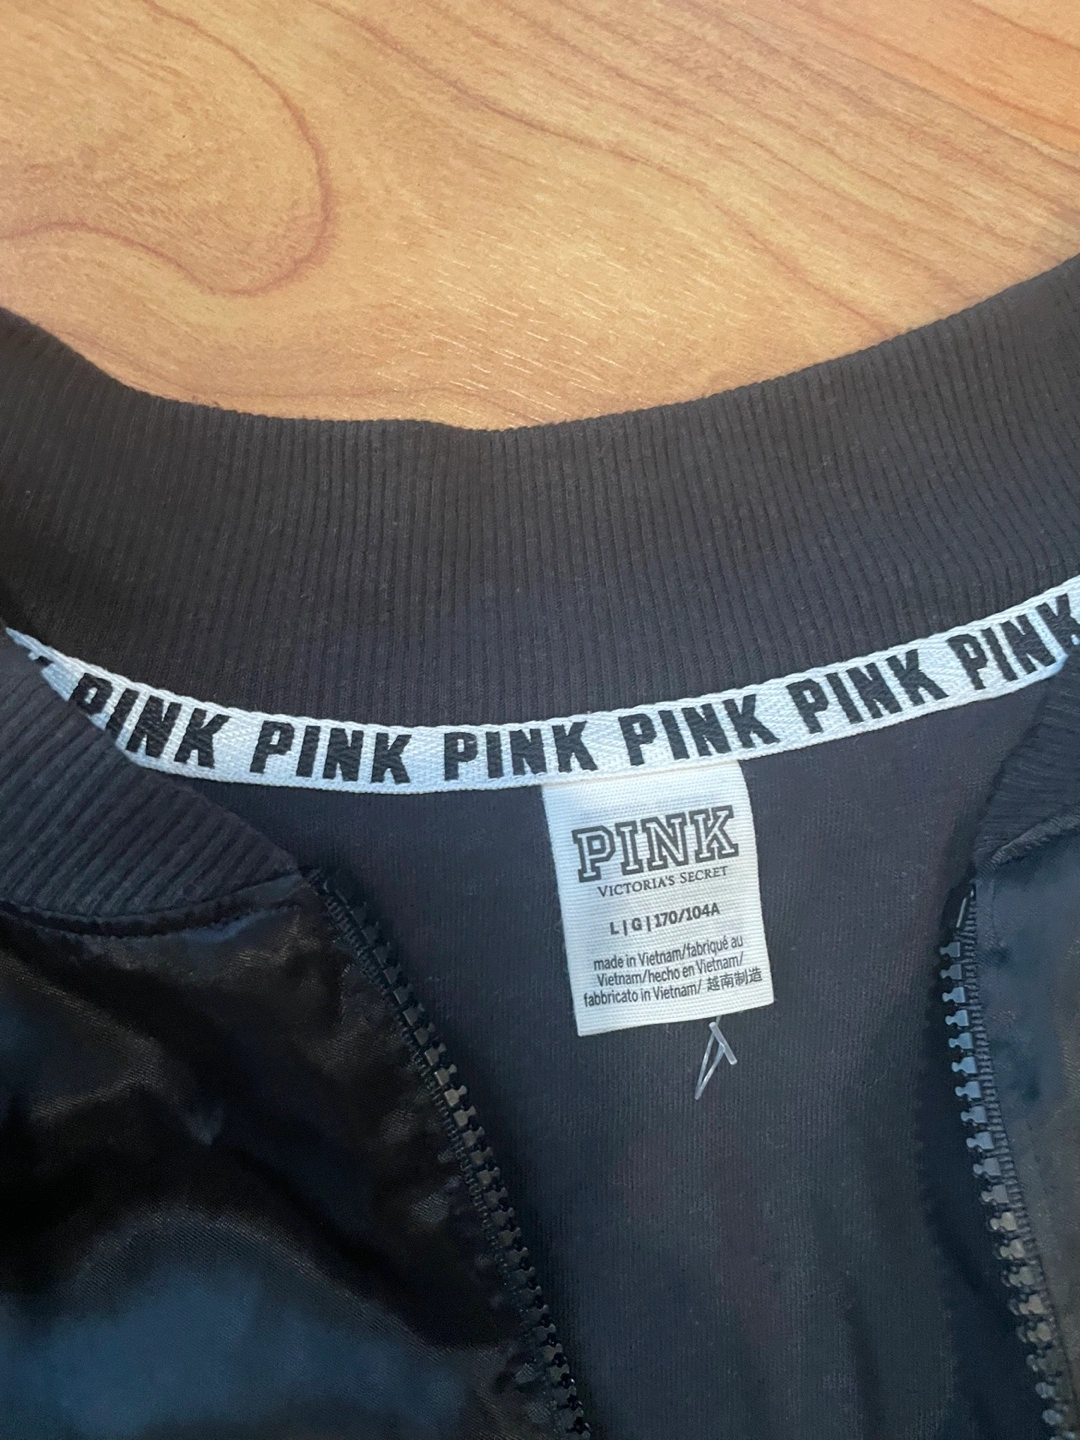 PINK PINK PINK PINK PINK PINK
PINK
VICTORIA'S SECRET
L | G | 170/104A
made in Vietnam/fabriqué au
Vietnam/hecho en Vietnam/
fabbricato in Vietnam/ 越南制造